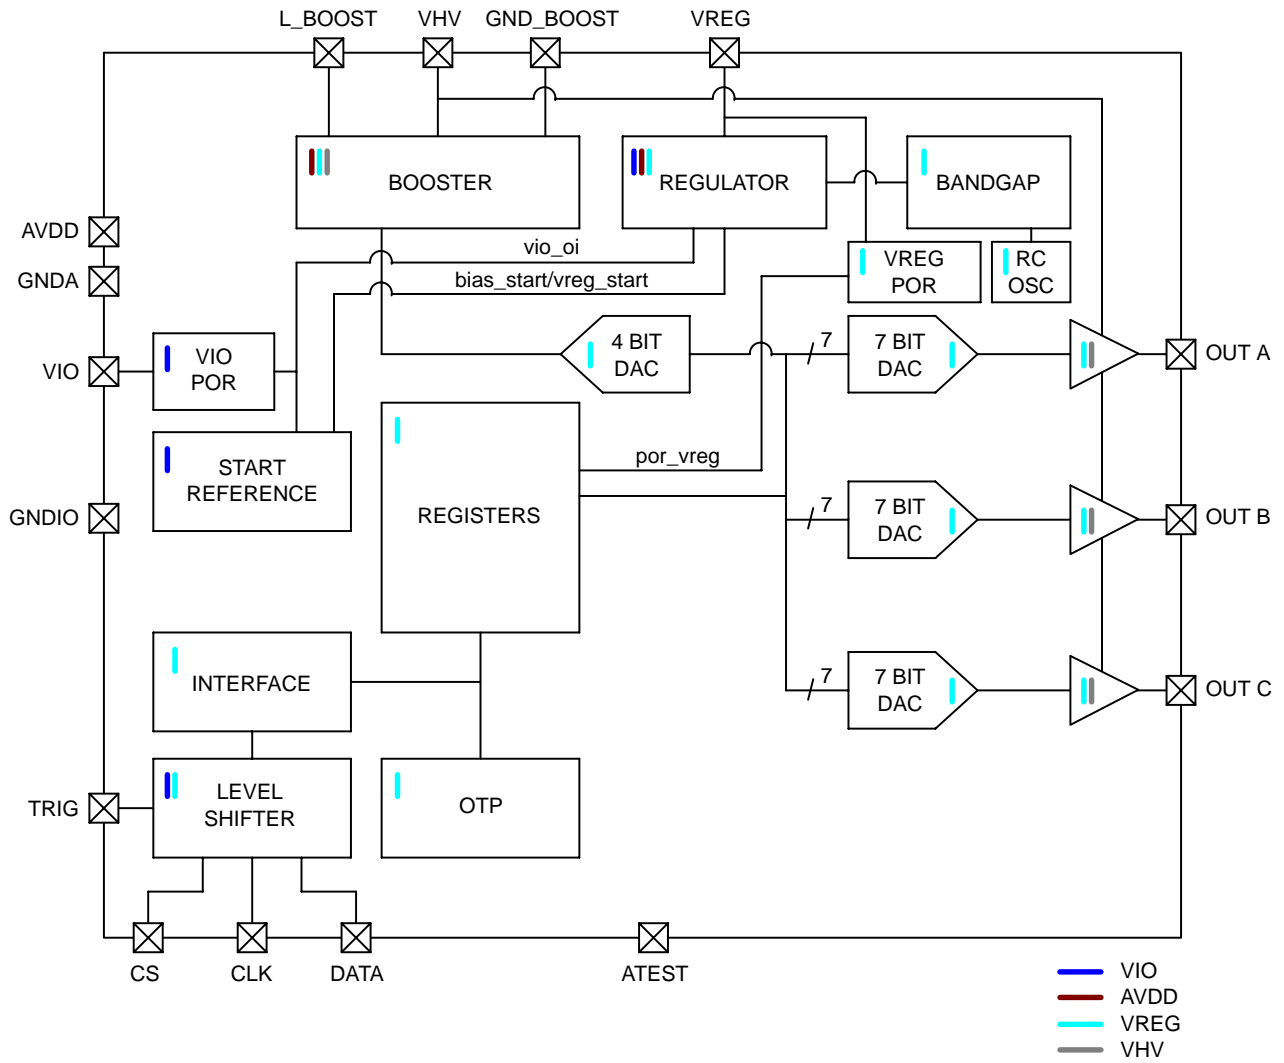 L_BOOST VHV GND_BOOST VREG
BOOSTER
REGULATOR
BANDGAP
AVDD
vio_oi
VREG
POR
RC
OSC
GNDA
bias_start/vreg_start
VIO
VIO
POR
4 BIT
DAC
7
7 BIT
DAC
OUT A
START
REFERENCE
por_vreg
GNDIO
REGISTERS
7
7 BIT
DAC
OUT B
INTERFACE
7
7 BIT
DAC
OUT C
TRIG
LEVEL
SHIFTER
OTP
CS CLK DATA ATEST
VIO
AVDD
VREG
VHV